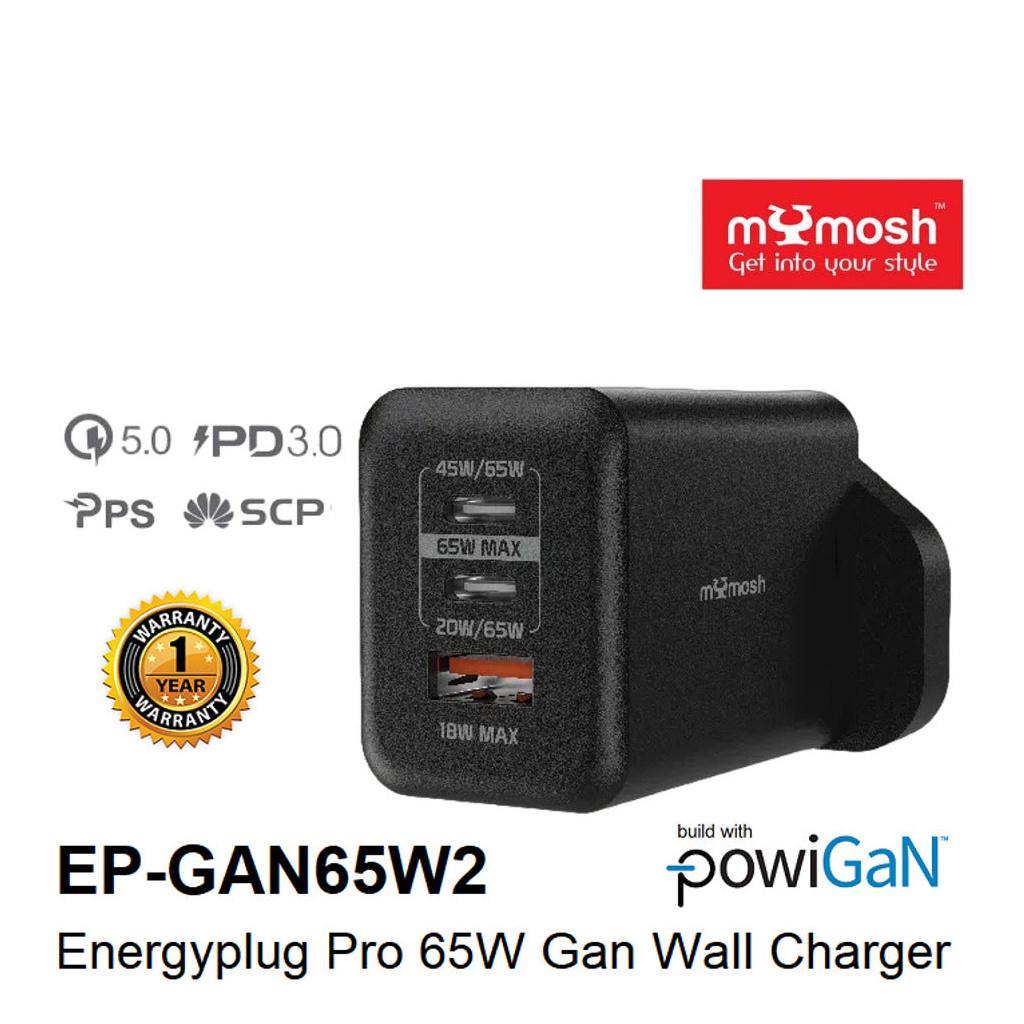 mymosh™
Get into your style
5.0 PD3.0
PPS SCP
45W/65W
65W MAX
20W/65W
18W MAX
mymosh
WARRANTY
1
YEAR
WARRANTY
build with
powiGaN™
EP-GAN65W2
Energyplug Pro 65W Gan Wall Charger